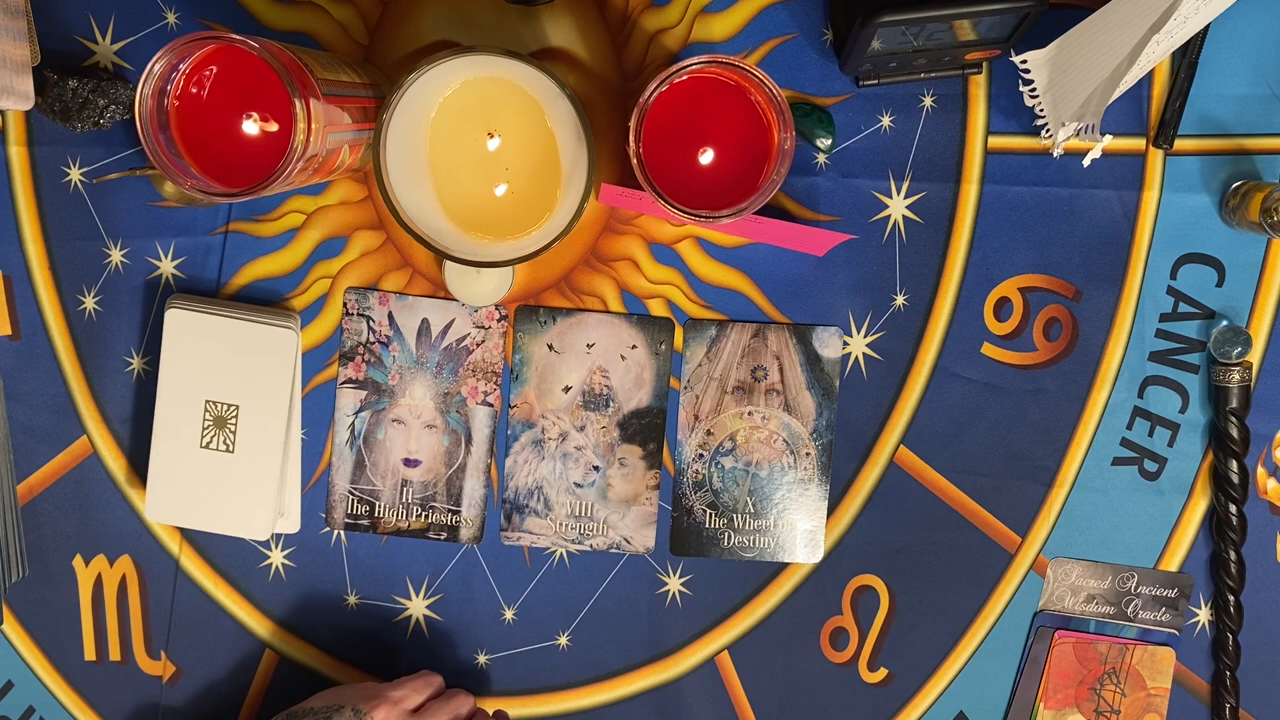 CANCER
II
The High Priestess
VIII
Strength
X
The Wheel of
Destiny
Sacred Ancient
Wisdom Oracle